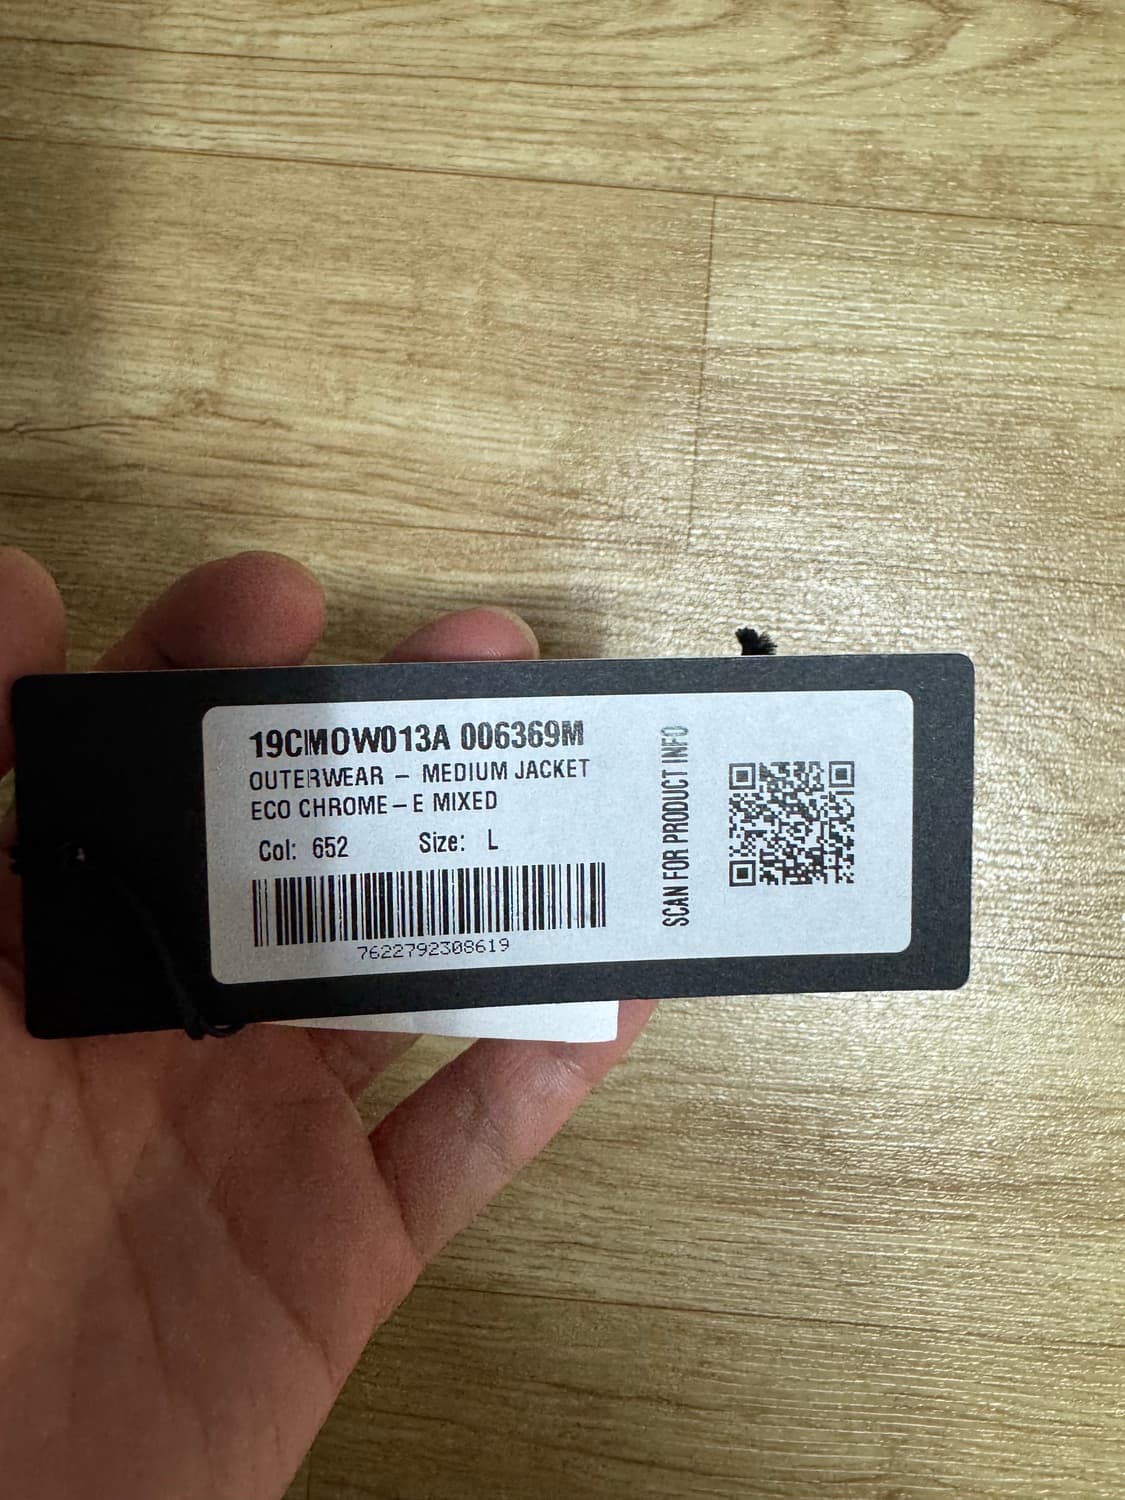 19CMOW013A 006369M
OUTERWEAR – MEDIUM JACKET
ECO CHROME – E MIXED
Col: 652 Size: L
7622792308619
SCAN FOR PRODUCT INFO